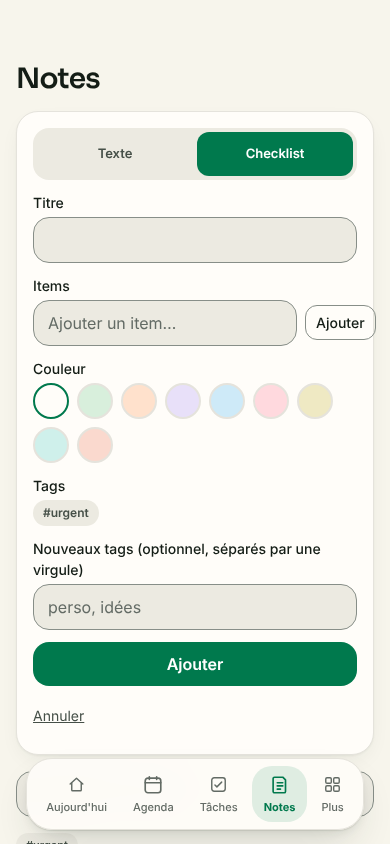 Notes
Texte
Checklist
Titre
Items
Ajouter un item...
Ajouter
Couleur
Tags
#urgent
Nouveaux tags (optionnel, séparés par une
virgule)
perso, idées
Ajouter
Annuler
Aujourd'hui
Agenda
Tâches
Notes
Plus
#urgent